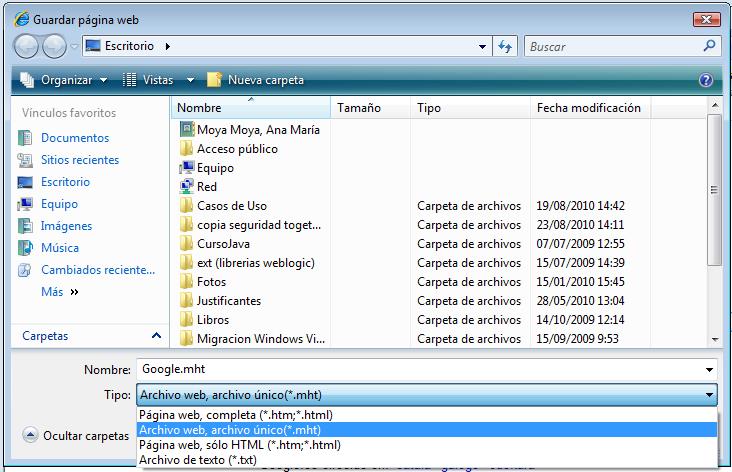 Guardar página web
Escritorio
Buscar
Organizar Vistas Nueva carpeta
Vínculos favoritos
Documentos
Sitios recientes
Escritorio
Equipo
Imágenes
Música
Cambiados reciente...
Más »
Carpetas
Nombre Tamaño Tipo Fecha modificación
Moya Moya, Ana María
Acceso público
Equipo
Red
Casos de Uso Carpeta de archivos 19/08/2010 14:42
copia seguridad toget... Carpeta de archivos 23/08/2010 14:11
CursoJava Carpeta de archivos 07/07/2009 12:55
ext (librerias weblogic) Carpeta de archivos 15/07/2009 14:39
Fotos Carpeta de archivos 15/01/2010 15:45
Justificantes Carpeta de archivos 28/05/2010 13:04
Libros Carpeta de archivos 14/10/2009 12:14
Migracion Windows Vi... Carpeta de archivos 15/09/2009 9:53
Nombre: Google.mht
Tipo: Archivo web, archivo único(*.mht)
Página web, completa (*.htm;*.html)
Archivo web, archivo único(*.mht)
Página web, sólo HTML (*.htm;*.html)
Archivo de texto (*.txt)
Ocultar carpetas